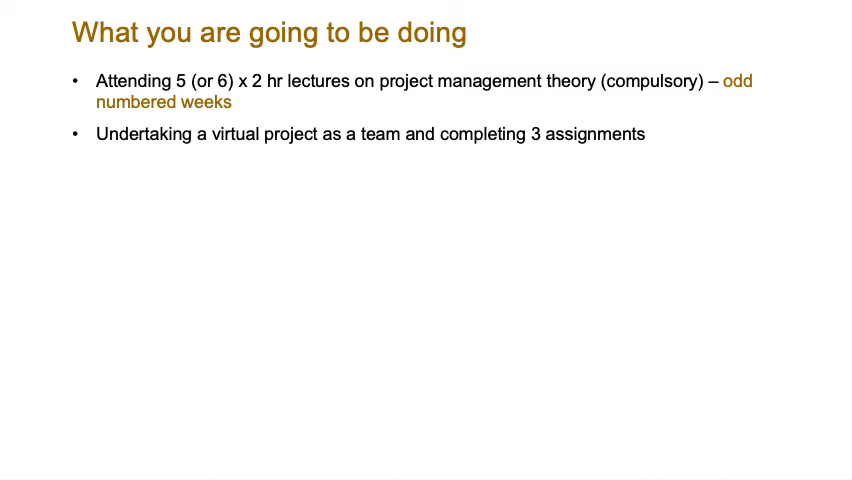 What you are going to be doing
• Attending 5 (or 6) x 2 hr lectures on project management theory (compulsory) – odd
numbered weeks
• Undertaking a virtual project as a team and completing 3 assignments